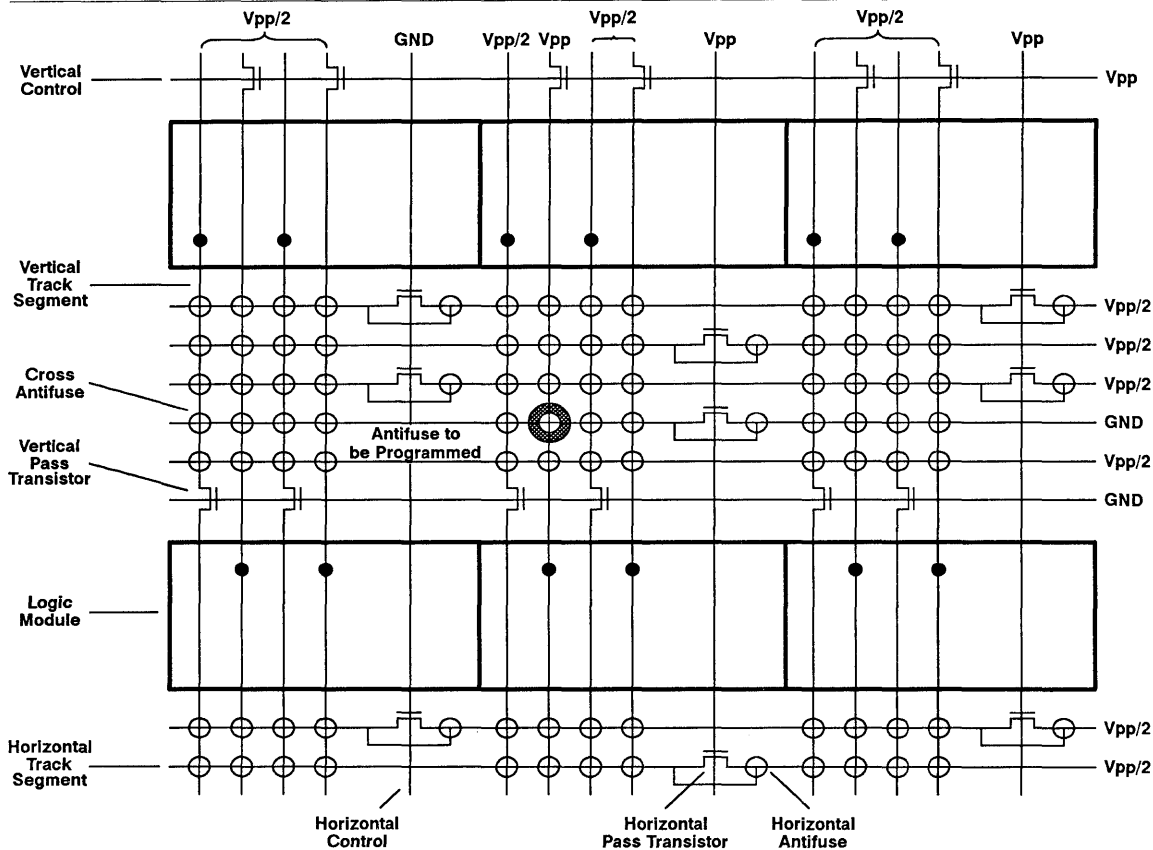 Vpp/2
Vpp/2
Vpp/2
GND
Vpp/2 Vpp
Vpp
Vpp
Vertical
Control
Vpp
Vertical
Track
Segment
Vpp/2
Vpp/2
Cross
Antifuse
Vpp/2
GND
Antifuse to
be Programmed
Vertical
Pass
Transistor
Vpp/2
GND
Logic
Module
Vpp/2
Horizontal
Track
Segment
Vpp/2
Horizontal
Control
Horizontal
Pass Transistor
Horizontal
Antifuse